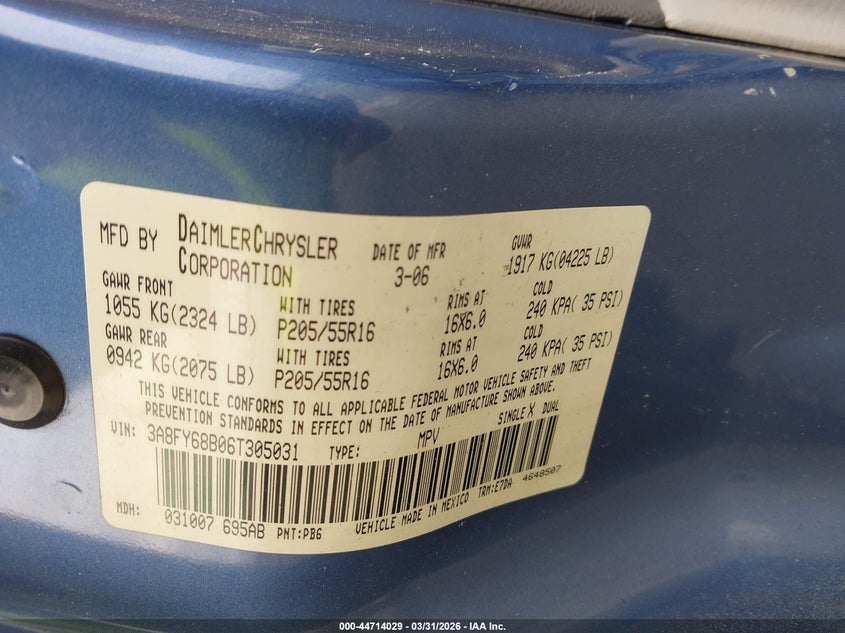 MFD BY DAIMLERCHRYSLER CORPORATION DATE OF MFR 3-06 GVWR 1917 KG(04225 LB)
GAWR FRONT WITH TIRES RIMS AT COLD
1055 KG(2324 LB) P205/55R16 16X6.0 240 KPA( 35 PSI)
GAWR REAR WITH TIRES RIMS AT COLD
0942 KG(2075 LB) P205/55R16 16X6.0 240 KPA( 35 PSI)
THIS VEHICLE CONFORMS TO ALL APPLICABLE FEDERAL MOTOR VEHICLE SAFETY AND THEFT
PREVENTION STANDARDS IN EFFECT ON THE DATE OF MANUFACTURE SHOWN ABOVE.
VIN: 3A8FY68B06T305031 TYPE: MPV SINGLE X DUAL
MDH: 031007 695AB PNT:PB6 VEHICLE MADE IN MEXICO TRM:E7DA 4648507
000-44714029 - 03/31/2026 - IAA Inc.